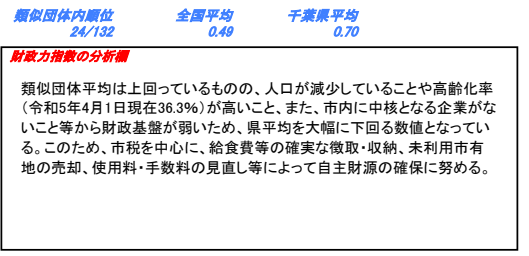 類似団体内順位 全国平均 千葉県平均
24/132 0.49 0.70
財政力指数の分析欄
類似団体平均は上回っているものの、人口が減少していることや高齢化率
（令和5年4月1日現在36.3%）が高いこと、また、市内に中核となる企業がな
いこと等から財政基盤が弱いため、県平均を大幅に下回る数値となってい
る。このため、市税を中心に、給食費等の確実な徴取・収納、未利用市有
地の売却、使用料・手数料の見直し等によって自主財源の確保に努める。